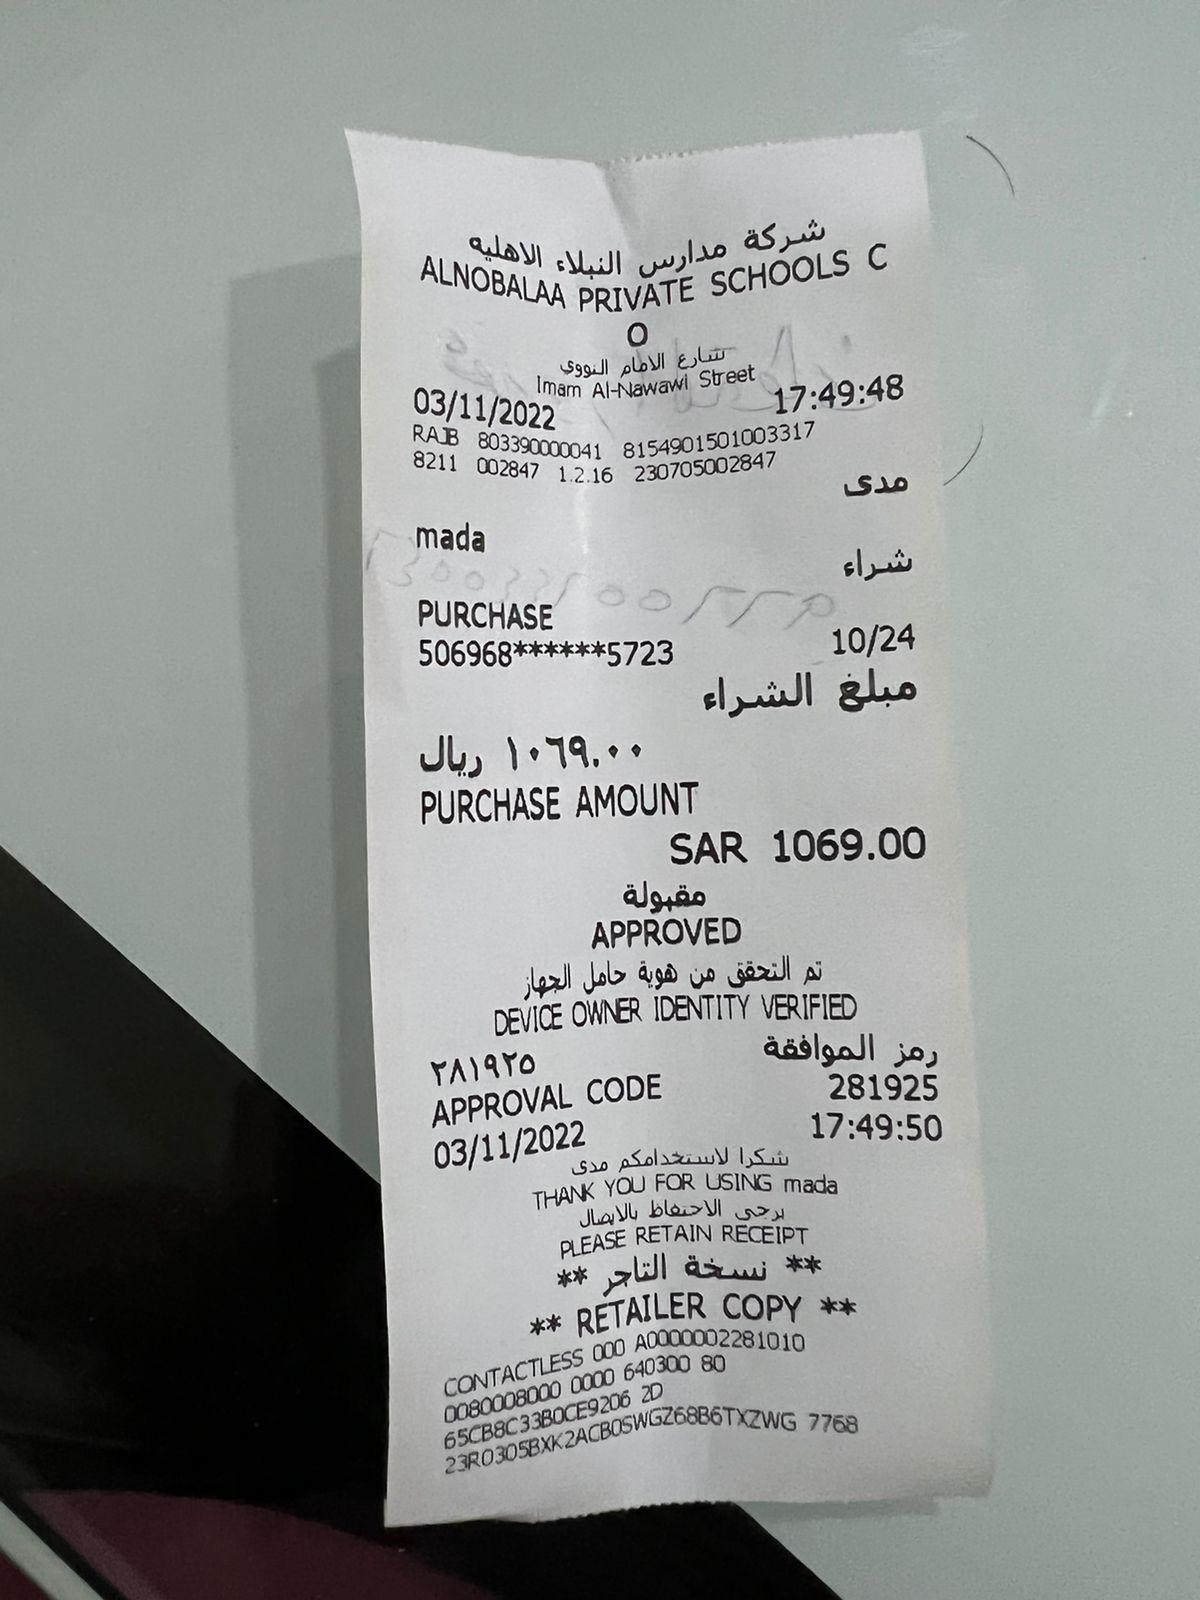 شركة مدارس النبلاء الاهليه
ALNOBALAA PRIVATE SCHOOLS C
O
شارع الامام النووي
Imam Al-Nawawi Street
03/11/2022 17:49:48
RAJB 803390000041 8154901501003317
8211 002847 1.2.16 230705002847
مدى
mada
شراء
PURCHASE
506968******5723 10/24
مبلغ الشراء
١٠٦٩.٠٠ ريال
PURCHASE AMOUNT
SAR 1069.00
مقبولة
APPROVED
تم التحقق من هوية حامل الجهاز
DEVICE OWNER IDENTITY VERIFIED
رمز الموافقة ٢٨١٩٢٥
APPROVAL CODE 281925
03/11/2022 17:49:50
شكرا لاستخدامكم مدى
THANK YOU FOR USING mada
يرجى الاحتفاظ بالايصال
PLEASE RETAIN RECEIPT
** نسخة التاجر **
** RETAILER COPY **
CONTACTLESS 000 A0000002281010
0080008000 0000 640300 80
65CB8C33B0CE9206 2D
23R0305BXK2ACB0SWGZ68B6TXZWG 7768